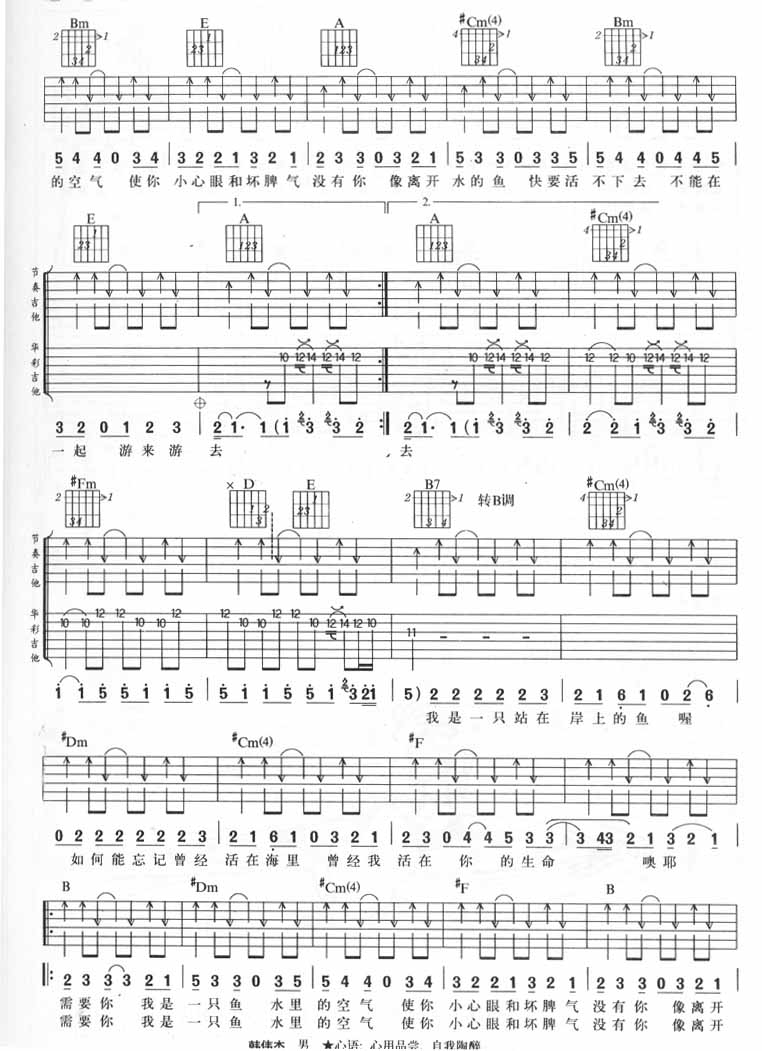 Bm E A #Cm(4) Bm
5 4 4 0 3 4 | 3 2 2 1 3 2 1 | 2 3 3 0 3 2 1 | 5 3 3 0 3 3 5 | 5 4 4 0 4 4 5
的空气 使你 小心眼和坏脾气 没有你 像离开 水的鱼 快要活 不下去 不能在
1. 2.
E A A #Cm(4)
节奏吉他
华彩吉他
10 12 14 12 14 12 10 12 14 12 14 12 12 12 10 12 14 12 14 12
3 2 0 1 2 3 | 2 1· 1 (1 3 3 2 2 :| 2 1· 1 (1 3 3 2 2 | 2 2 1 3 3 2 2
一起 游来游 去 去
#Fm × D E B7 转B调 #Cm(4)
节奏吉他
华彩吉他
10 10 12 12 10 10 12 10 10 12 12 10 10 12 14 12 10 11 - - -
1 1 5 5 1 1 5 | 1 1 5 5 1 5 1 3·21 | 5) 2 2 2 2 2 3 | 2 1 6 1 0 2 6
我是一只站在 岸上的鱼 喔
#Dm #Cm(4) #F
0 2 2 2 2 2 2 3 | 2 1 6 1 0 3 2 1 | 2 3 0 4 4 5 3 3 | 3 43 2 1 3 2 1
如何能忘记曾经 活在海里 曾经我 活在 你 的生命 噢耶
B #Dm #Cm(4) #F B
2 3 3 3 2 1 | 5 3 3 0 3 5 | 5 4 4 0 3 4 | 3 2 2 1 3 2 1 | 2 3 3 0 3 2 1
需要你 我是 一只鱼 水里 的空气 使你 小心眼和坏脾气 没有你 像离开
需要你 我是 一只鱼 水里 的空气 使你 小心眼和坏脾气 没有你 像离开
韩伟杰 男 ★心语: 心用品尝，自我陶醉